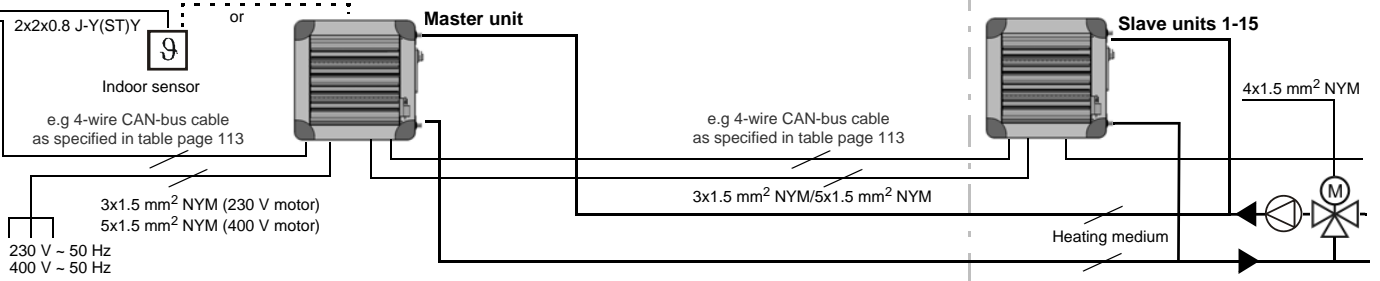 2x2x0.8 J-Y(ST)Y
or
ϑ
Indoor sensor
Master unit
Slave units 1-15
4x1.5 mm² NYM
e.g 4-wire CAN-bus cable
as specified in table page 113
e.g 4-wire CAN-bus cable
as specified in table page 113
3x1.5 mm² NYM (230 V motor)
5x1.5 mm² NYM (400 V motor)
3x1.5 mm² NYM/5x1.5 mm² NYM
M
Heating medium
230 V ~ 50 Hz
400 V ~ 50 Hz